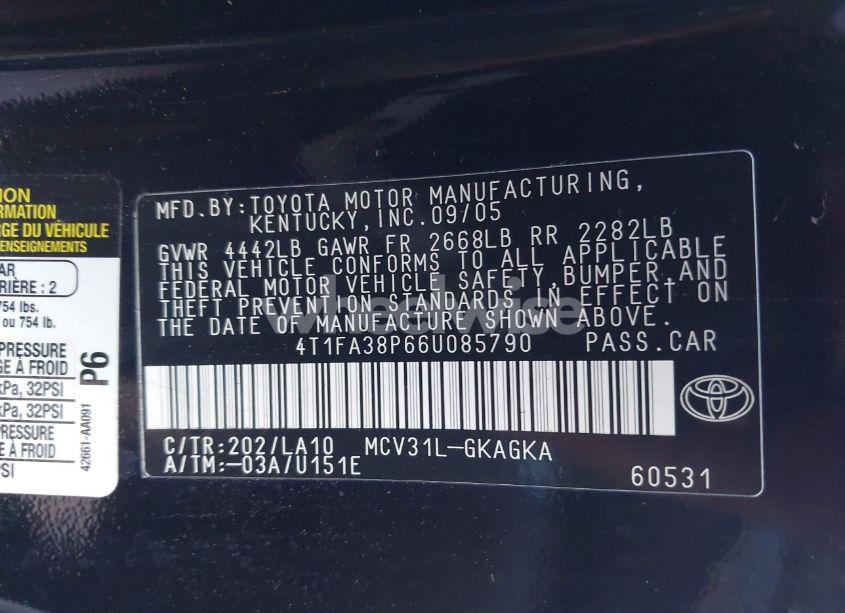 ION
FORMATION
RGE DU VÉHICULE
ENSEIGNEMENTS
AR
RIÈRE : 2
754 lbs.
ou 754 lb.
PRESSURE
GE À FROID
kPa, 32PSI
kPa, 32PSI
PRESSURE
À FROID
PSI
P6
42661-AA091
MFD.BY:TOYOTA MOTOR MANUFACTURING,
KENTUCKY,INC.09/05
GVWR 4442LB GAWR FR 2668LB RR 2282LB
THIS VEHICLE CONFORMS TO ALL APPLICABLE
FEDERAL MOTOR VEHICLE SAFETY,BUMPER,AND
THEFT PREVENTION STANDARDS IN EFFECT ON
THE DATE OF MANUFACTURE SHOWN ABOVE.
4T1FA38P66U085790 PASS.CAR
C/TR:202/LA10 MCV31L-GKAGKA
A/TM:-03A/U151E
60531
wheelwise